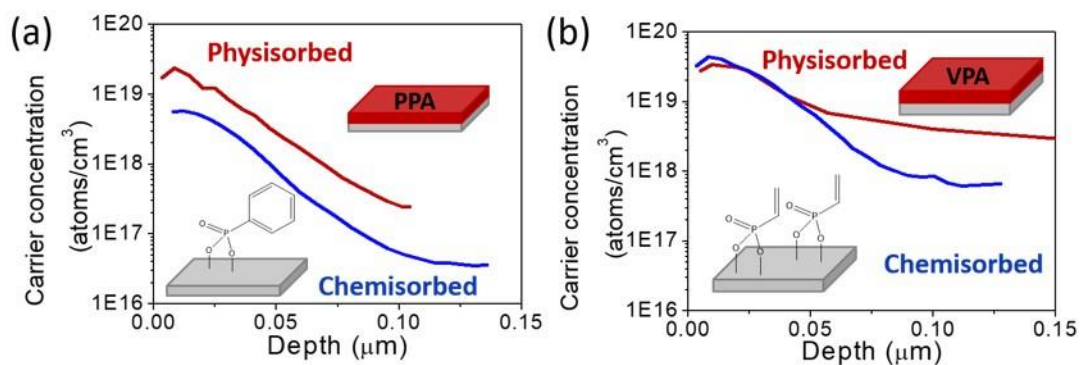 (a)
Carrier concentration
(atoms/cm³)
1E20
1E19
1E18
1E17
1E16
Physisorbed
PPA
O
P
O
O
Chemisorbed
0.00
0.05
0.10
0.15
Depth (μm)
(b)
Carrier concentration
(atoms/cm³)
1E20
1E19
1E18
1E17
1E16
Physisorbed
VPA
O
P
O
O
O
P
O
O
Chemisorbed
0.00
0.05
0.10
0.15
Depth (μm)